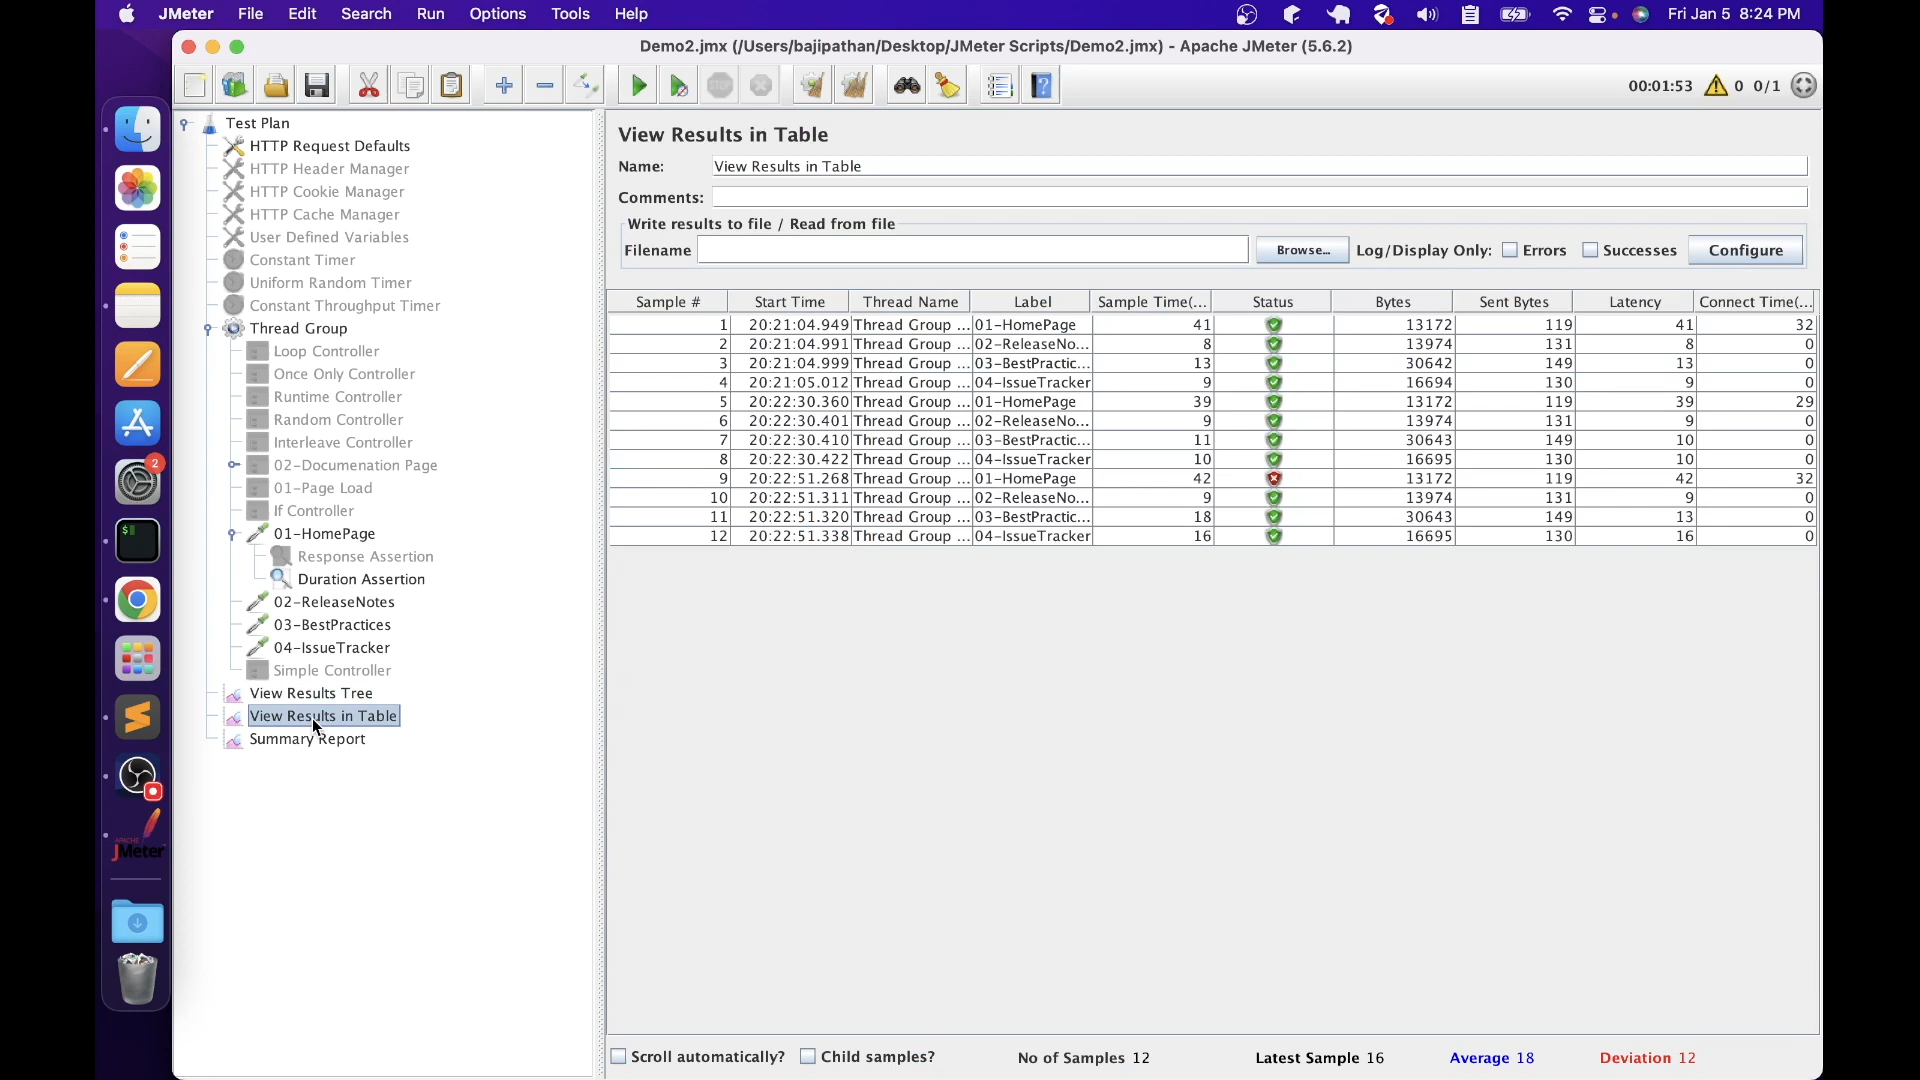 JMeter File Edit Search Run Options Tools Help Fri Jan 5 8:24 PM
Demo2.jmx (/Users/bajipathan/Desktop/JMeter Scripts/Demo2.jmx) - Apache JMeter (5.6.2)
00:01:53 0 0/1
Test Plan
HTTP Request Defaults
HTTP Header Manager
HTTP Cookie Manager
HTTP Cache Manager
User Defined Variables
Constant Timer
Uniform Random Timer
Constant Throughput Timer
Thread Group
Loop Controller
Once Only Controller
Runtime Controller
Random Controller
Interleave Controller
02-Documenation Page
01-Page Load
If Controller
01-HomePage
Response Assertion
Duration Assertion
02-ReleaseNotes
03-BestPractices
04-IssueTracker
Simple Controller
View Results Tree
View Results in Table
Summary Report
View Results in Table
Name: View Results in Table
Comments:
Write results to file / Read from file
Filename Browse... Log/Display Only: Errors Successes Configure
Sample # Start Time Thread Name Label Sample Time(... Status Bytes Sent Bytes Latency Connect Time(...
1 20:21:04.949 Thread Group ... 01-HomePage 41 13172 119 41 32
2 20:21:04.991 Thread Group ... 02-ReleaseNo... 8 13974 131 8 0
3 20:21:04.999 Thread Group ... 03-BestPractic... 13 30642 149 13 0
4 20:21:05.012 Thread Group ... 04-IssueTracker 9 16694 130 9 0
5 20:22:30.360 Thread Group ... 01-HomePage 39 13172 119 39 29
6 20:22:30.401 Thread Group ... 02-ReleaseNo... 9 13974 131 9 0
7 20:22:30.410 Thread Group ... 03-BestPractic... 11 30643 149 10 0
8 20:22:30.422 Thread Group ... 04-IssueTracker 10 16695 130 10 0
9 20:22:51.268 Thread Group ... 01-HomePage 42 13172 119 42 32
10 20:22:51.311 Thread Group ... 02-ReleaseNo... 9 13974 131 9 0
11 20:22:51.320 Thread Group ... 03-BestPractic... 18 30643 149 13 0
12 20:22:51.338 Thread Group ... 04-IssueTracker 16 16695 130 16 0
Scroll automatically? Child samples? No of Samples 12 Latest Sample 16 Average 18 Deviation 12
2
JMeter